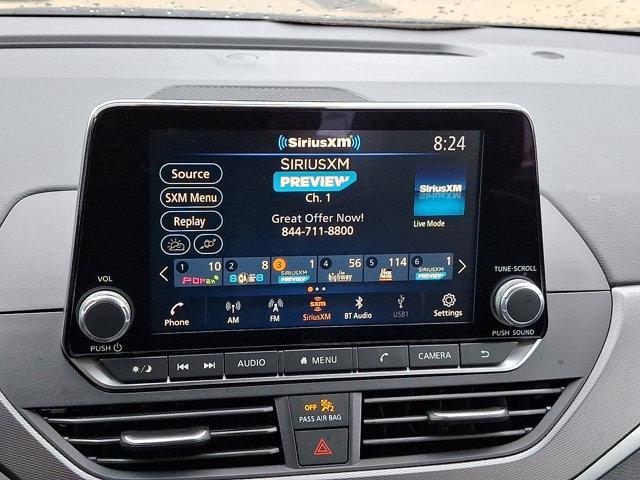 SiriusXM
8:24
Source
SXM Menu
Replay
SIRIUSXM
PREVIEW
Ch. 1
Great Offer Now!
844-711-8800
SiriusXM
Live Mode
1 10
2 8
3 1 SIRIUSXM PREVIEW
4 56 highway
5 114
6 1 SIRIUSXM PREVIEW
Phone
AM
FM
sxm
SiriusXM
BT Audio
USB1
Settings
VOL
PUSH
TUNE·SCROLL
PUSH SOUND
AUDIO
MENU
CAMERA
OFF 2
PASS AIR BAG